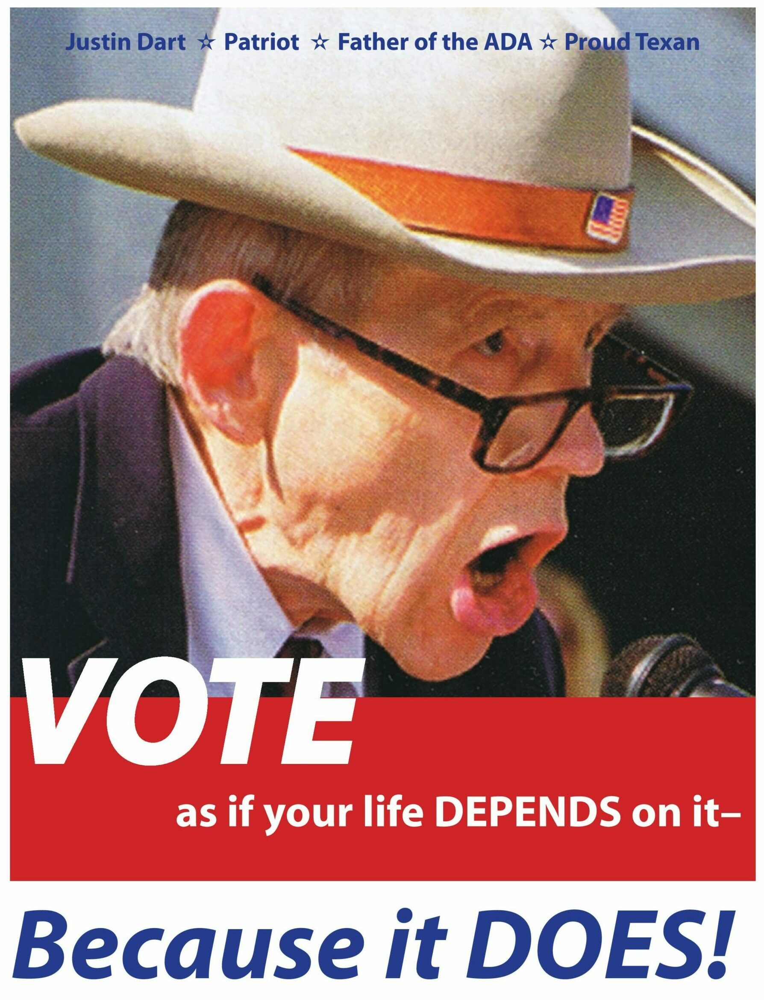 Justin Dart ☆ Patriot ☆ Father of the ADA ☆ Proud Texan
VOTE
as if your life DEPENDS on it–
Because it DOES!